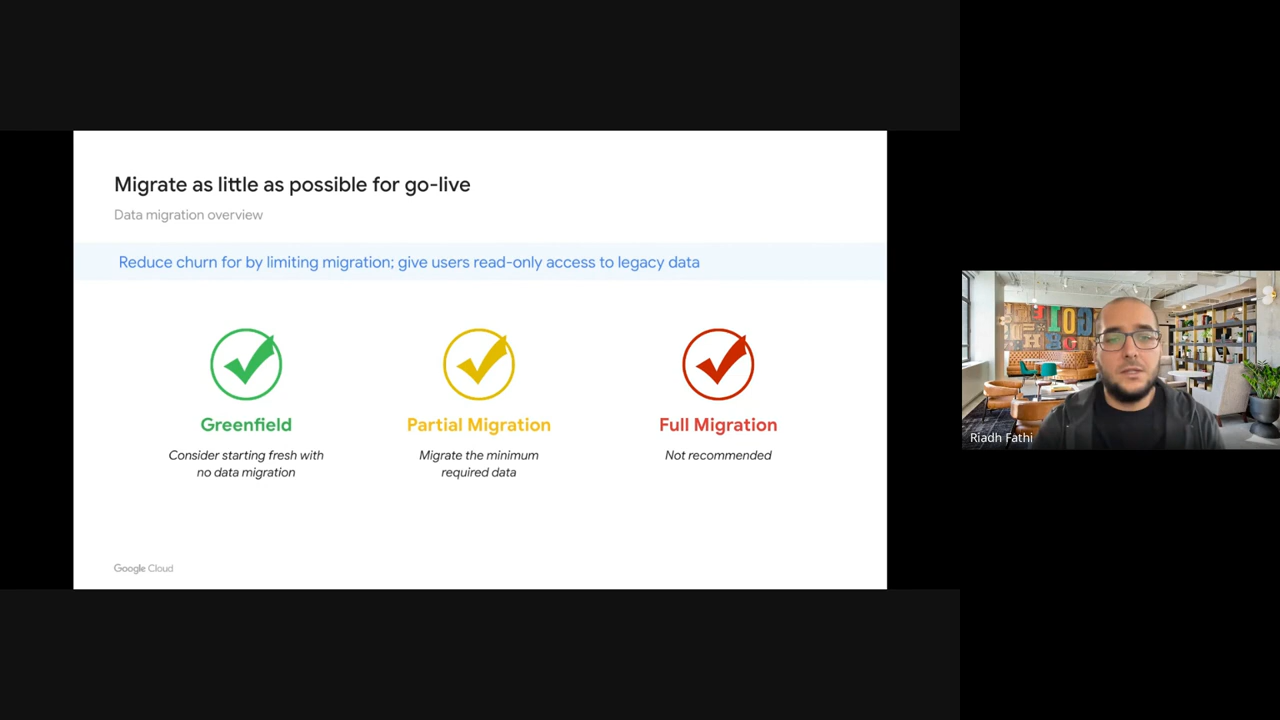 Migrate as little as possible for go-live
Data migration overview
Reduce churn for by limiting migration; give users read-only access to legacy data
Greenfield
Consider starting fresh with
no data migration
Partial Migration
Migrate the minimum
required data
Full Migration
Not recommended
Google Cloud
Riadh Fathi